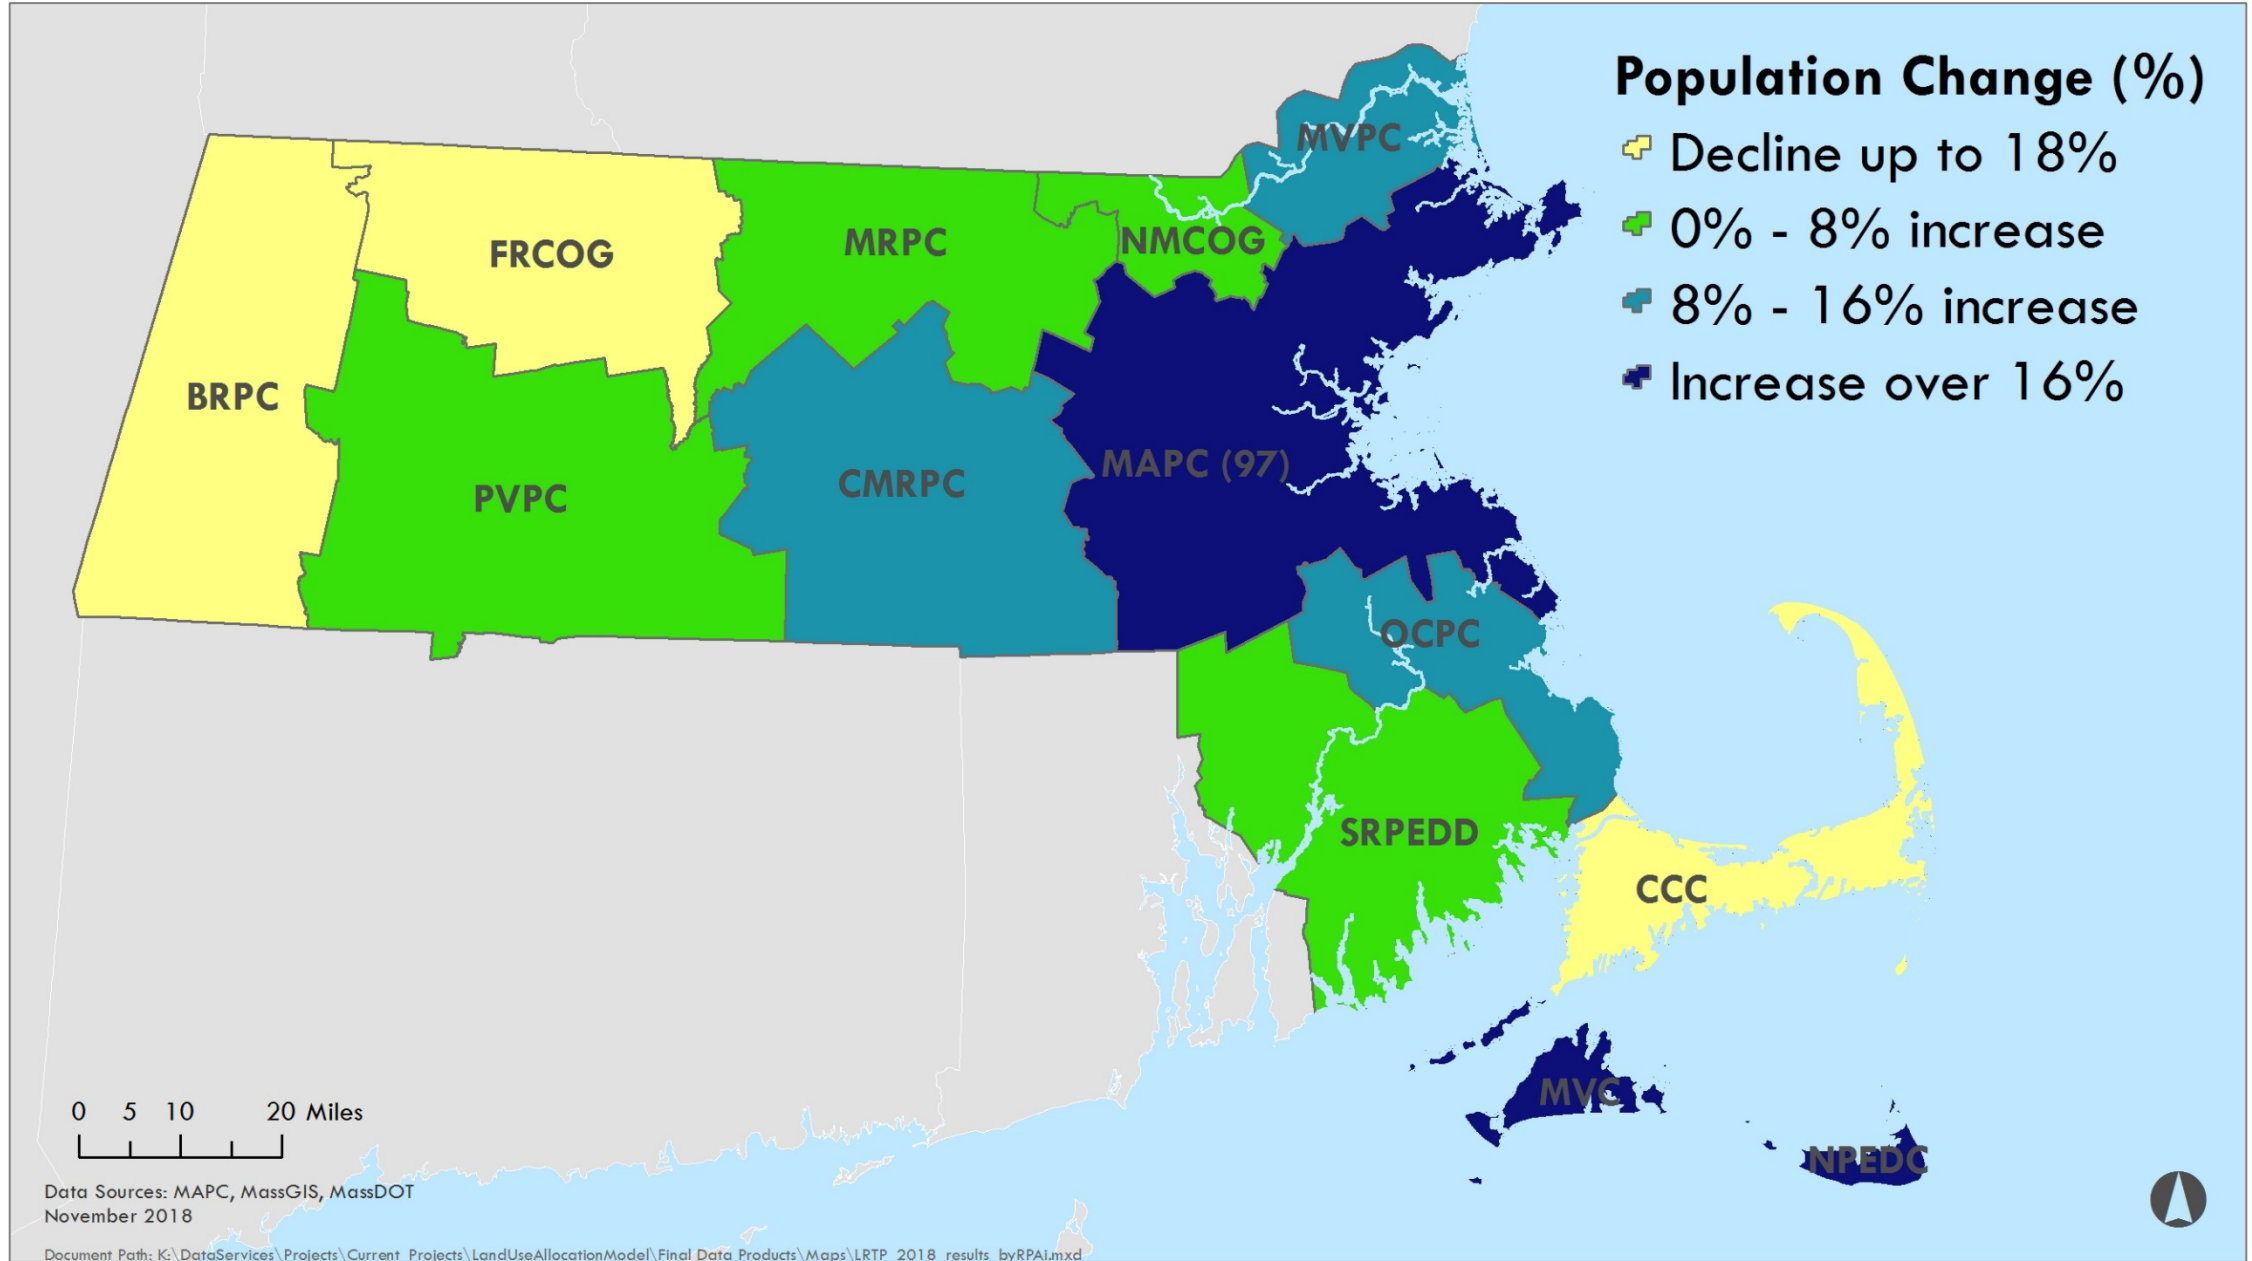 Population Change (%)
Decline up to 18%
0% - 8% increase
8% - 16% increase
Increase over 16%
MVPC
FRCOG
MRPC
NMCOG
BRPC
PVPC
CMRPC
MAPC (97)
OCPC
SRPEDD
CCC
MVC
NPEDC
0 5 10 20 Miles
Data Sources: MAPC, MassGIS, MassDOT
November 2018
Document Path: K:\DataServices\Projects\Current_Projects\LandUseAllocationModel\Final Data Products\Maps\LRTP_2018_results_byRPAi.mxd